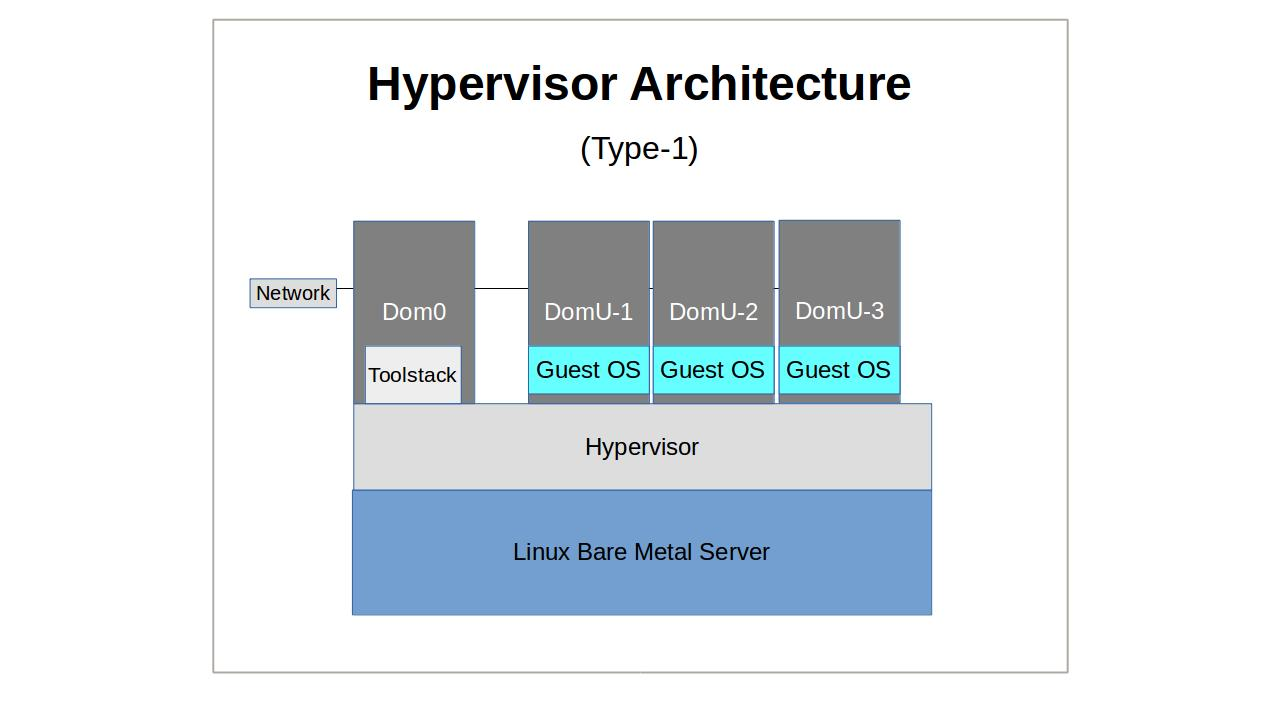 Hypervisor Architecture
(Type-1)
Network
Dom0
DomU-1
DomU-2
DomU-3
Toolstack
Guest OS
Guest OS
Guest OS
Hypervisor
Linux Bare Metal Server